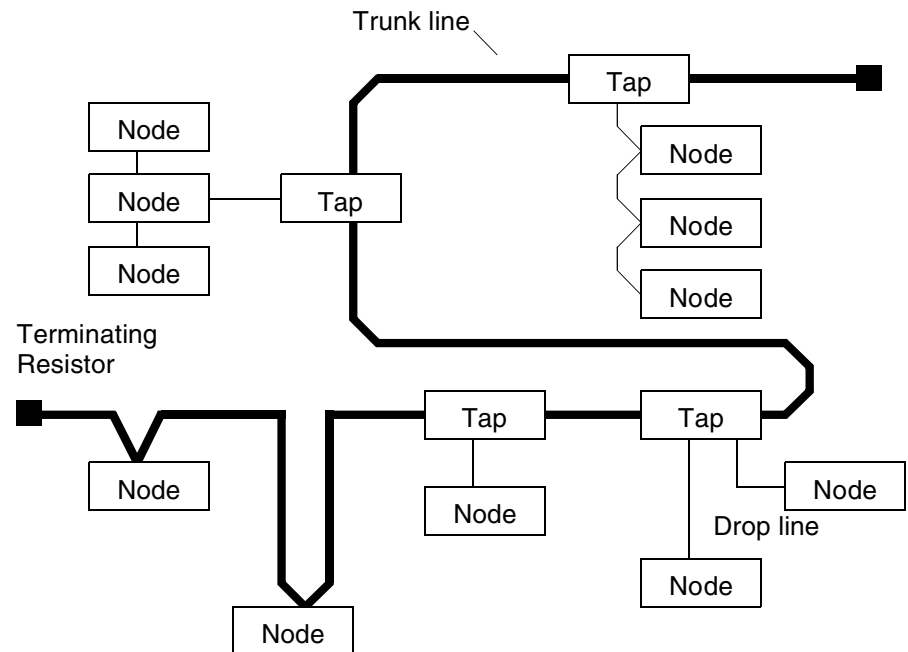 Trunk line
Tap
Node
Node
Node
Tap
Node
Node
Node
Node
Terminating
Resistor
Tap
Tap
Node
Node
Node
Drop line
Node
Node